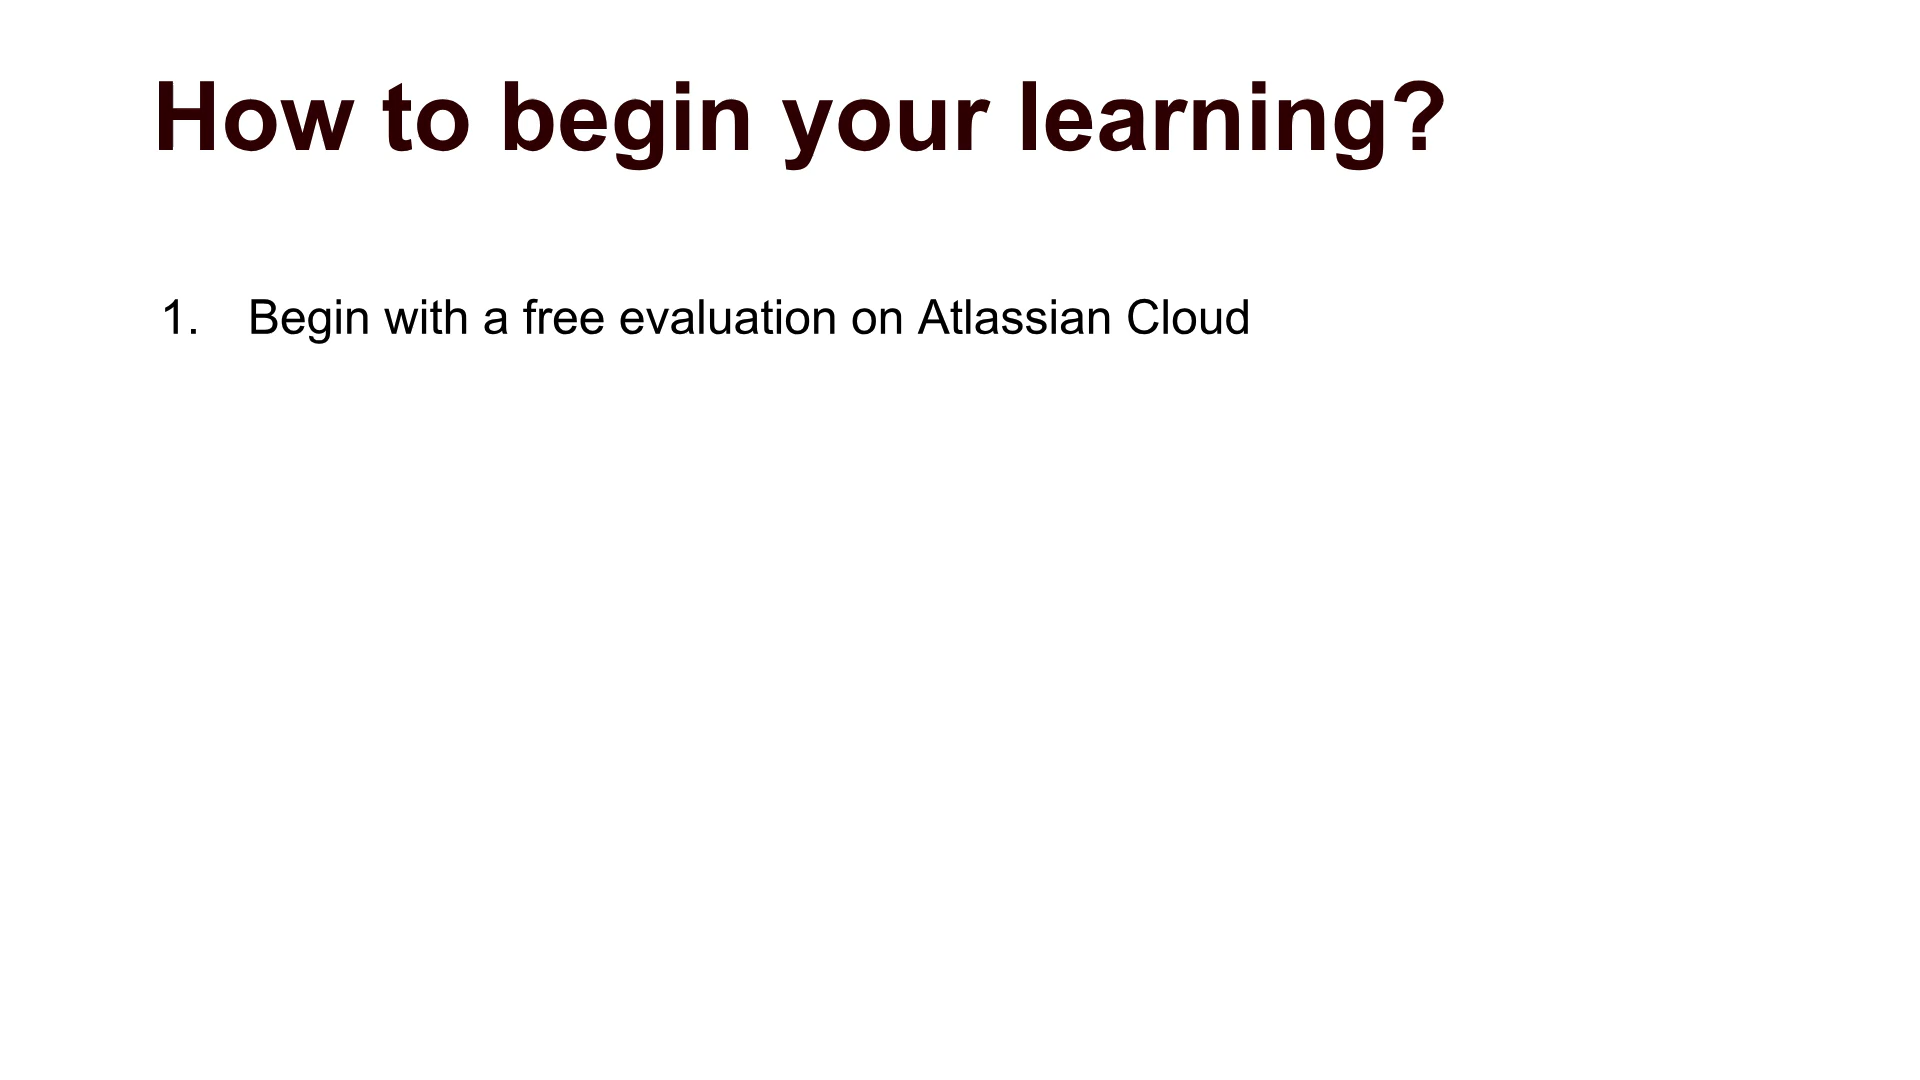 How to begin your learning?
1. Begin with a free evaluation on Atlassian Cloud